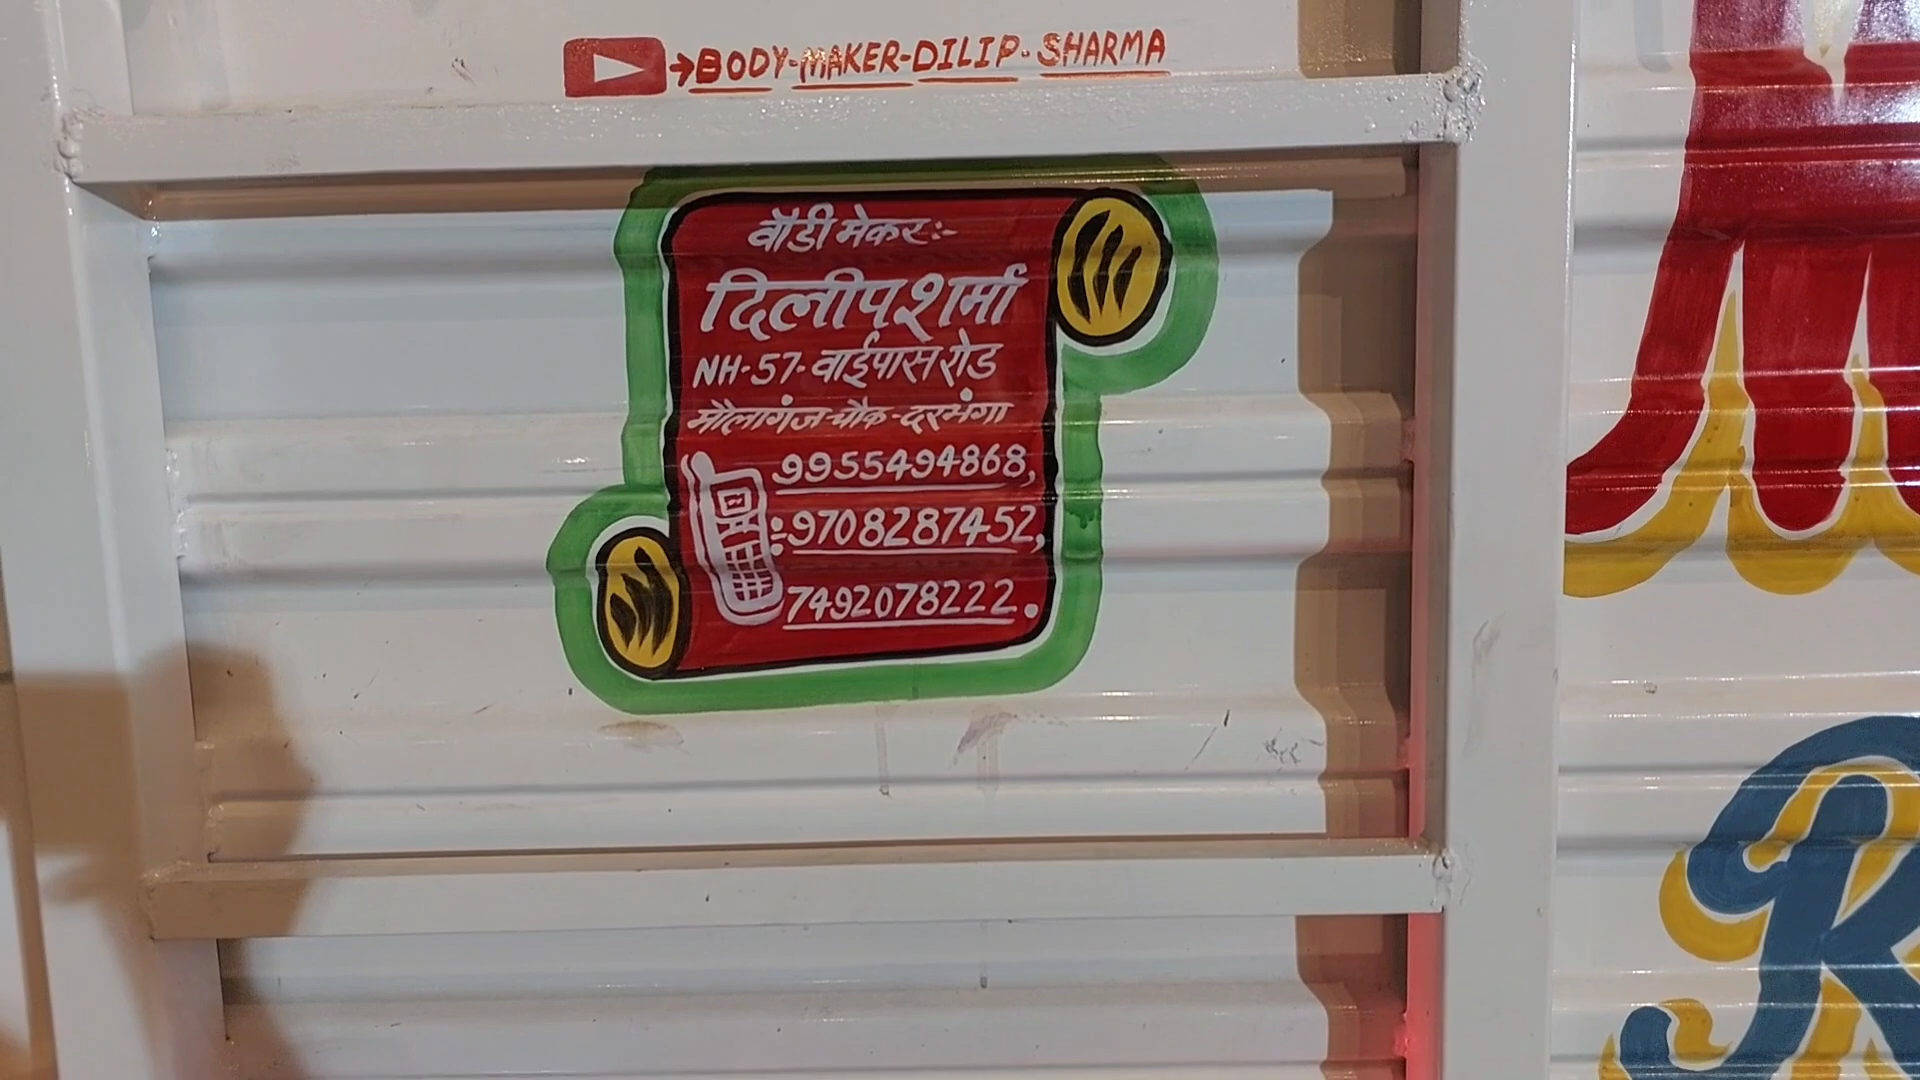 BODY-MAKER-DILIP-SHARMA
वॉडी मेकर:-
दिलीप शर्मा
NH-57-वाईपास रोड
मौलागंज-चौक-दरभंगा
9955494868,
:-9708287452,
7492078222.